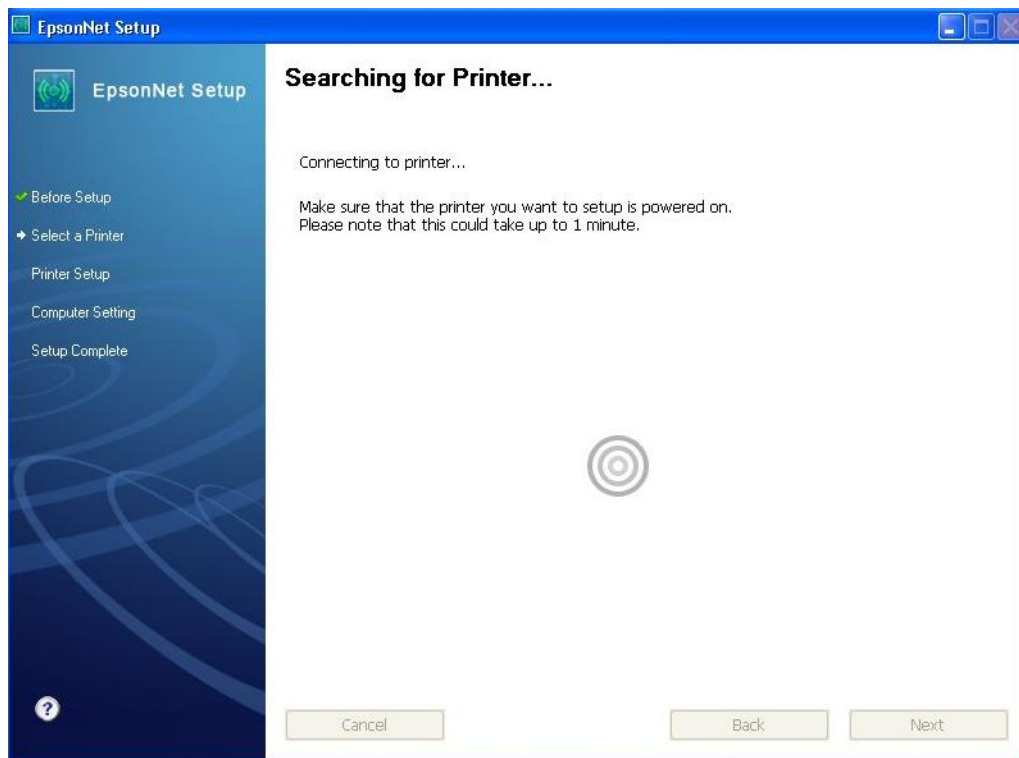 EpsonNet Setup
EpsonNet Setup
Before Setup
Select a Printer
Printer Setup
Computer Setting
Setup Complete
?
Searching for Printer...
Connecting to printer...
Make sure that the printer you want to setup is powered on.
Please note that this could take up to 1 minute.
Cancel
Back
Next